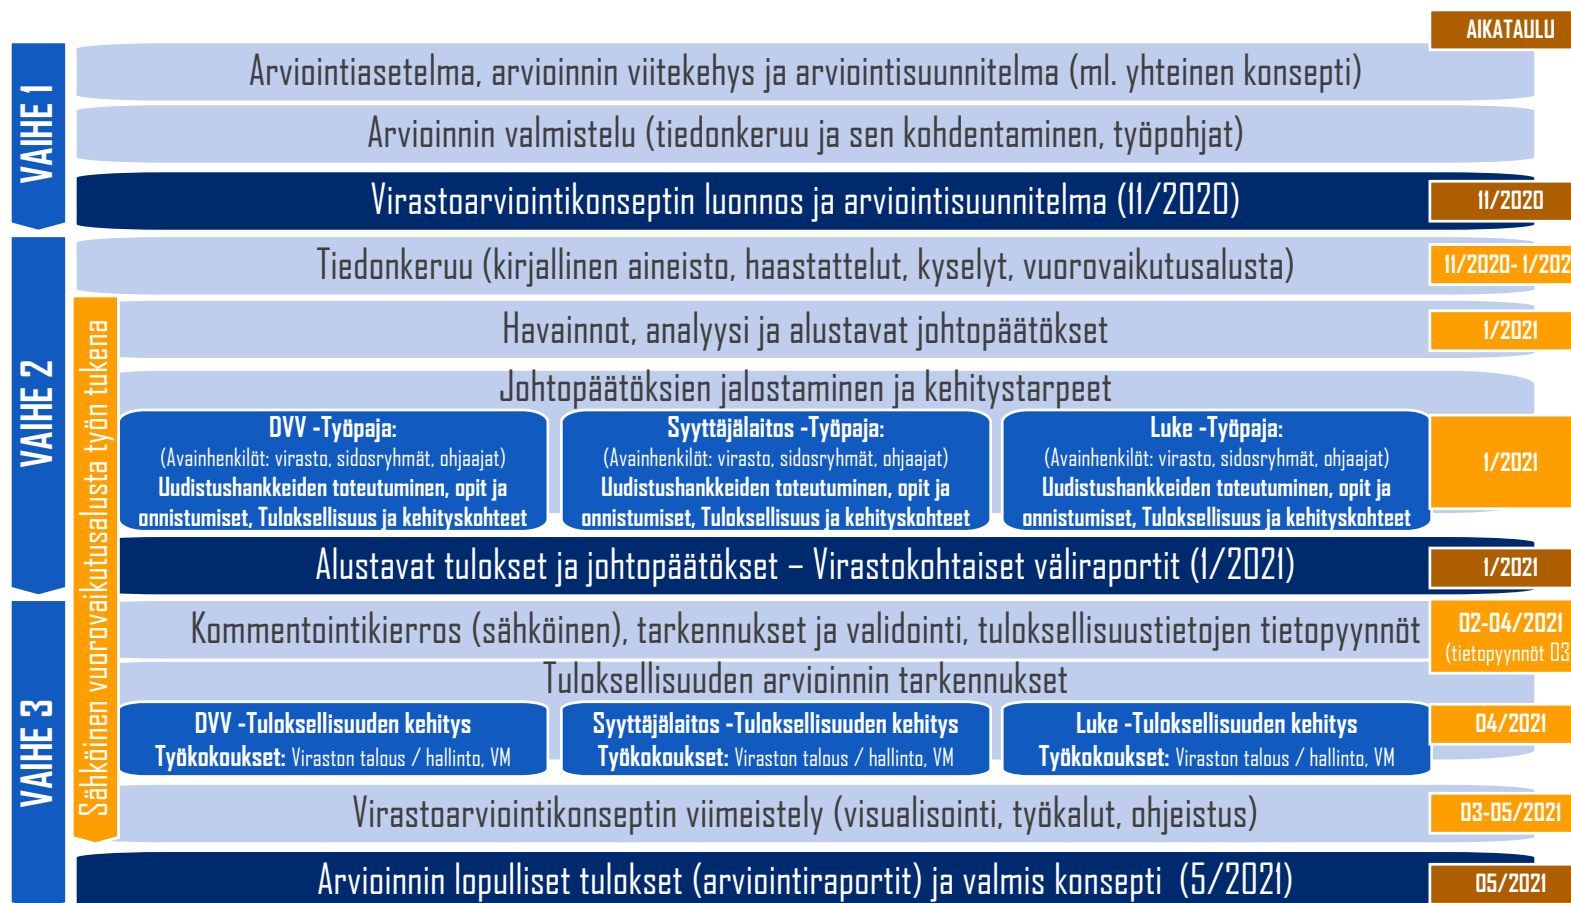 AIKATAULU
VAIHE 1
Arviointiasetelma, arvioinnin viitekehys ja arviointisuunnitelma (ml. yhteinen konsepti)
Arvioinnin valmistelu (tiedonkeruu ja sen kohdentaminen, työpohjat)
Virastoarviointikonseptin luonnos ja arviointisuunnitelma (11/2020)
11/2020
VAIHE 2
Tiedonkeruu (kirjallinen aineisto, haastattelut, kyselyt, vuorovaikutusalusta)
11/2020- 1/202
Sähköinen vuorovaikutusalusta työn tukena
Havainnot, analyysi ja alustavat johtopäätökset
1/2021
Johtopäätöksien jalostaminen ja kehitystarpeet
DVV -Työpaja:
(Avainhenkilöt: virasto, sidosryhmät, ohjaajat)
Uudistushankkeiden toteutuminen, opit ja
onnistumiset, Tuloksellisuus ja kehityskohteet
Syyttäjälaitos -Työpaja:
(Avainhenkilöt: virasto, sidosryhmät, ohjaajat)
Uudistushankkeiden toteutuminen, opit ja
onnistumiset, Tuloksellisuus ja kehityskohteet
Luke -Työpaja:
(Avainhenkilöt: virasto, sidosryhmät, ohjaajat)
Uudistushankkeiden toteutuminen, opit ja
onnistumiset, Tuloksellisuus ja kehityskohteet
1/2021
Alustavat tulokset ja johtopäätökset – Virastokohtaiset väliraportit (1/2021)
1/2021
VAIHE 3
Kommentointikierros (sähköinen), tarkennukset ja validointi, tuloksellisuustietojen tietopyynnöt
02-04/2021
(tietopyynnöt 03
Tuloksellisuuden arvioinnin tarkennukset
DVV -Tuloksellisuuden kehitys
Työkokoukset: Viraston talous / hallinto, VM
Syyttäjälaitos -Tuloksellisuuden kehitys
Työkokoukset: Viraston talous / hallinto, VM
Luke -Tuloksellisuuden kehitys
Työkokoukset: Viraston talous / hallinto, VM
04/2021
Virastoarviointikonseptin viimeistely (visualisointi, työkalut, ohjeistus)
03-05/2021
Arvioinnin lopulliset tulokset (arviointiraportit) ja valmis konsepti (5/2021)
05/2021